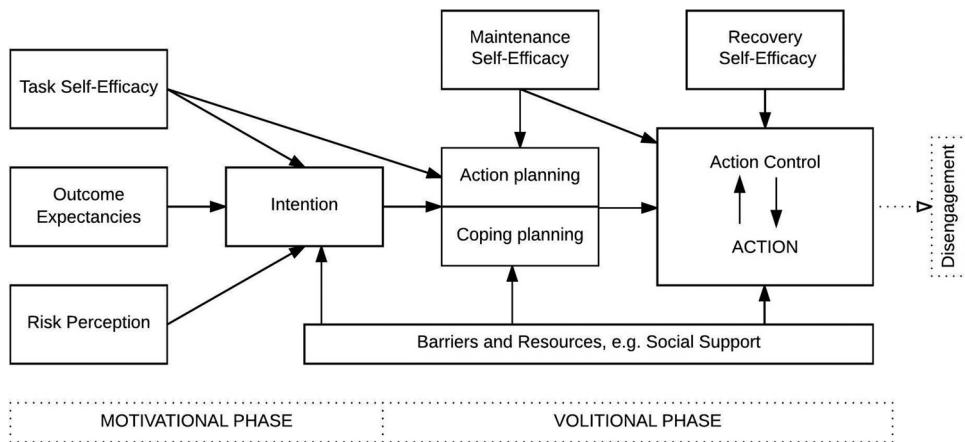 Maintenance
Self-Efficacy
Recovery
Self-Efficacy
Task Self-Efficacy
Outcome
Expectancies
Risk Perception
Intention
Action planning
Coping planning
Action Control
ACTION
Disengagement
Barriers and Resources, e.g. Social Support
MOTIVATIONAL PHASE
VOLITIONAL PHASE